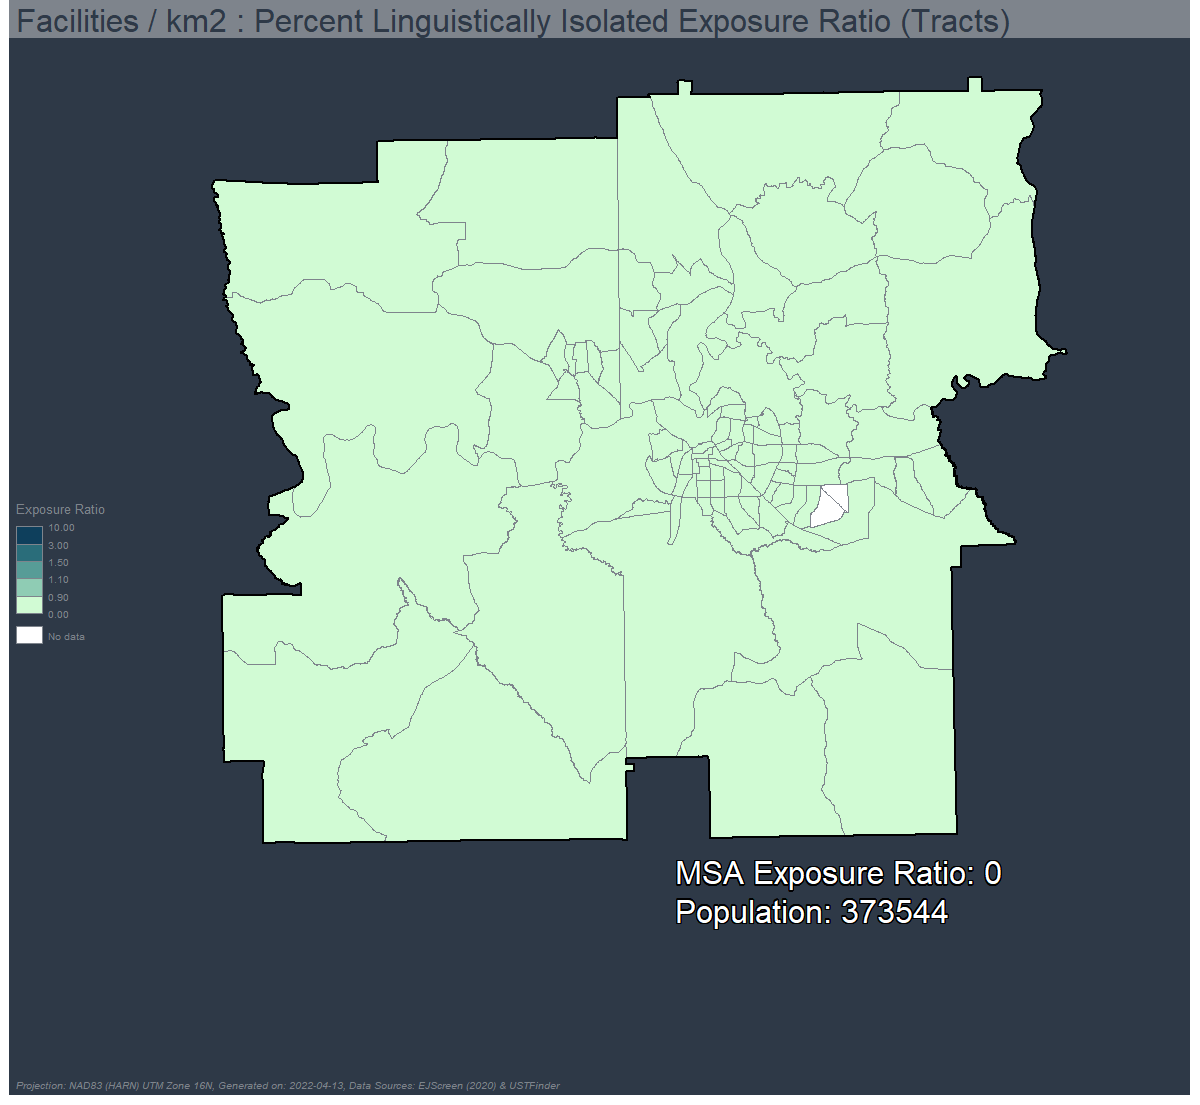 Facilities / km2 : Percent Linguistically Isolated Exposure Ratio (Tracts)
Exposure Ratio
10.00
3.00
1.50
1.10
0.90
0.00
No data
MSA Exposure Ratio: 0
Population: 373544
Projection: NAD83 (HARN) UTM Zone 16N, Generated on: 2022-04-13, Data Sources: EJScreen (2020) & USTFinder